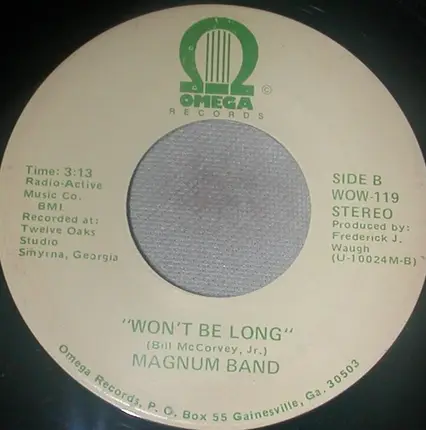 ©
OMEGA
RECORDS
Time: 3:13
Radio-Active
Music Co.
BMI
Recorded at:
Twelve Oaks
Studio
Smyrna, Georgia
SIDE B
WOW-119
STEREO
Produced by:
Frederick J.
Waugh
(U-10024M-B)
"WON'T BE LONG"
(Bill McCorvey, Jr.)
MAGNUM BAND
Omega Records, P. O. Box 55 Gainesville, Ga. 30503